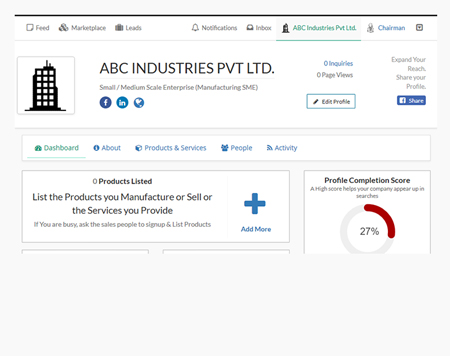 Feed Marketplace Leads Notifications Inbox ABC Industries Pvt Ltd. Chairman
ABC INDUSTRIES PVT LTD.
Small / Medium Scale Enterprise (Manufacturing SME)
0 Inquiries
0 Page Views
Edit Profile
Expand Your
Reach.
Share your
Profile.
Share
Dashboard About Products & Services People Activity
0 Products Listed
List the Products you Manufacture or Sell or
the Services you Provide
If You are busy, ask the sales people to signup & List Products
Add More
Profile Completion Score
A High score helps your company appear up in
searches
27%